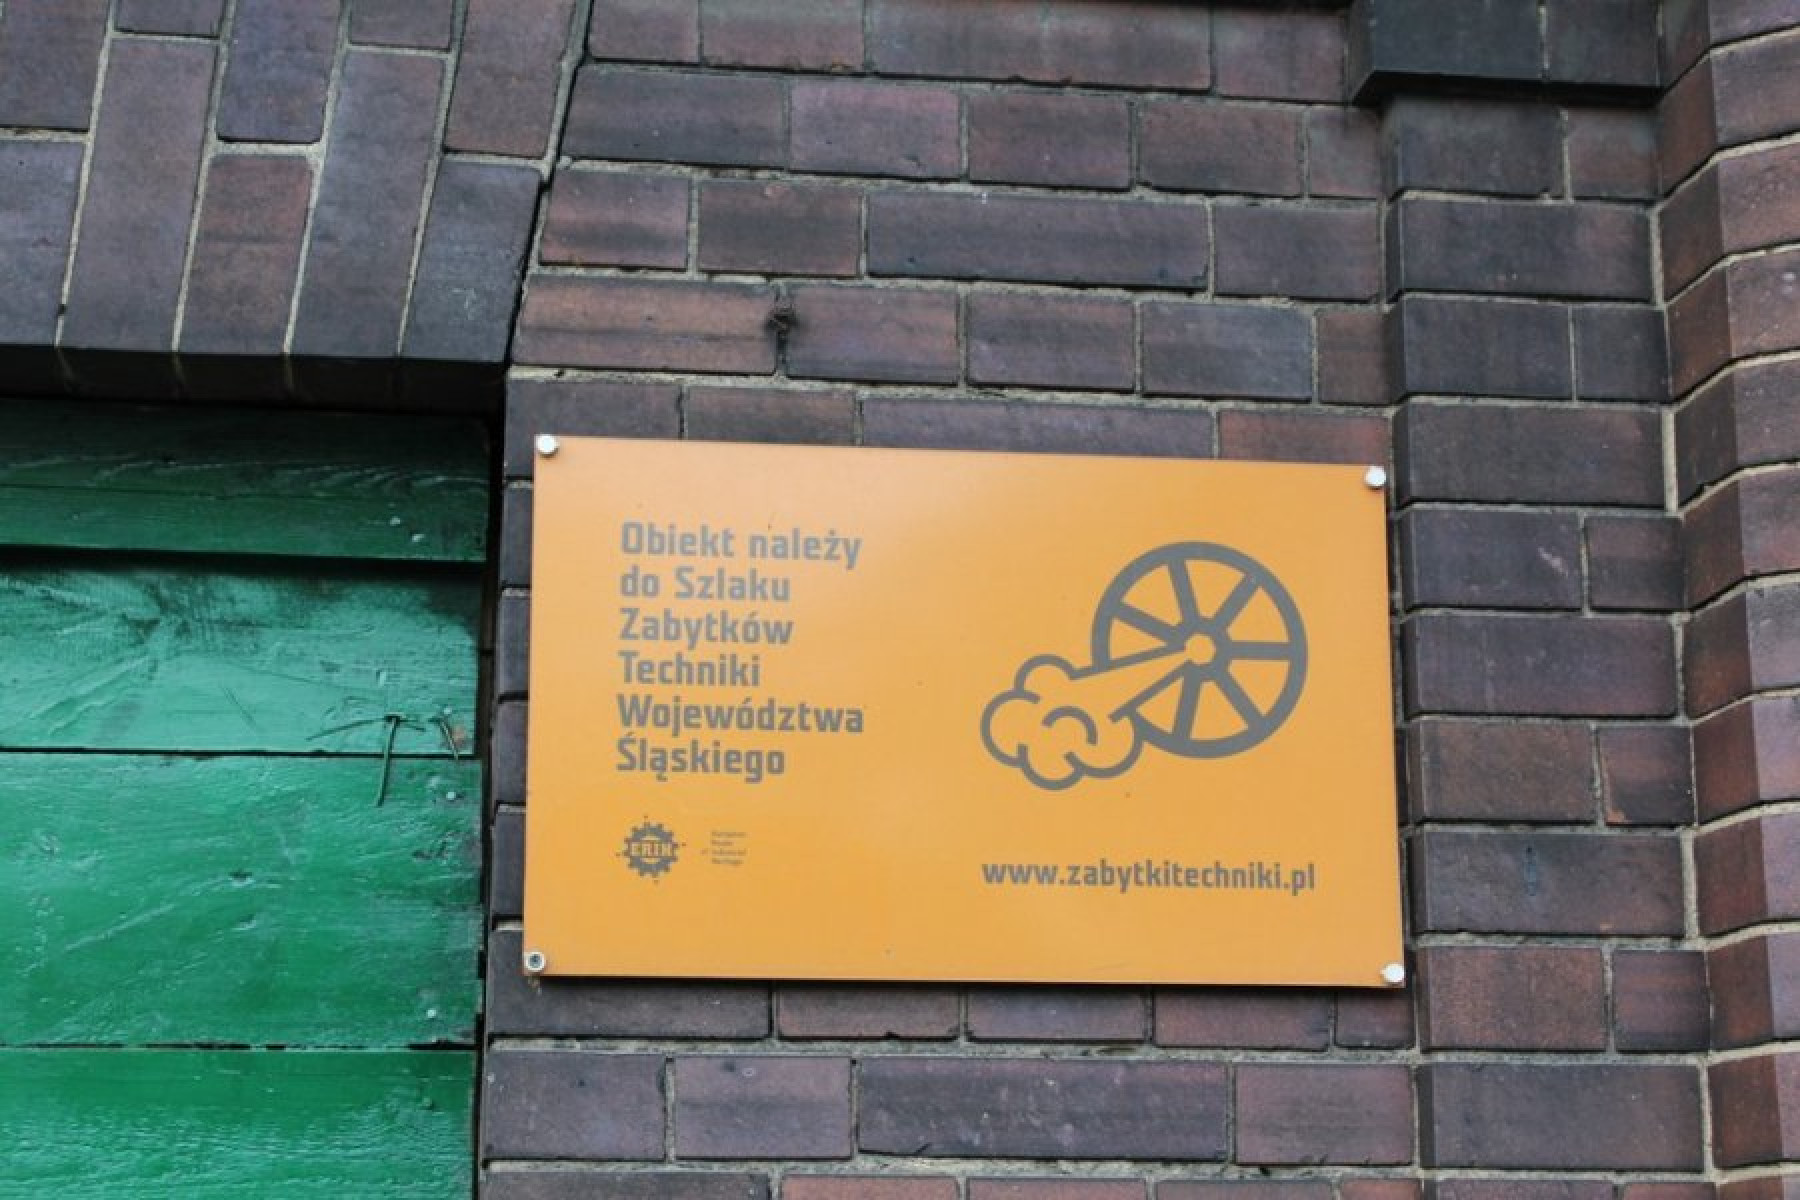 Obiekt należy
do Szlaku
Zabytków
Techniki
Województwa
Śląskiego
ERIH
www.zabytkitechniki.pl